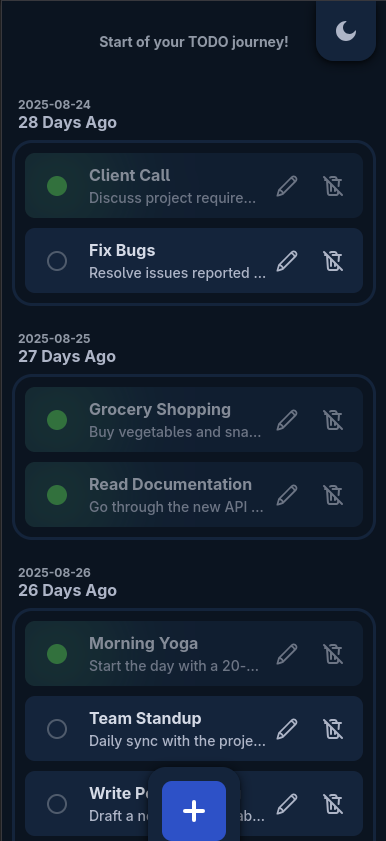 Start of your TODO journey!
2025-08-24
28 Days Ago
Client Call
Discuss project require...
Fix Bugs
Resolve issues reported ...
2025-08-25
27 Days Ago
Grocery Shopping
Buy vegetables and sna...
Read Documentation
Go through the new API ...
2025-08-26
26 Days Ago
Morning Yoga
Start the day with a 20-...
Team Standup
Daily sync with the proje...
Write
Draft a